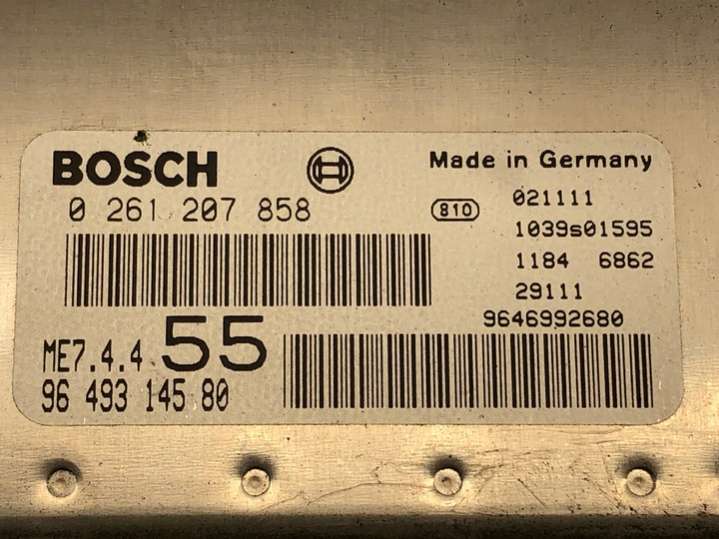 BOSCH
Made in Germany
0 261 207 858
810
021111
1039s01595
1184 6862
29111
9646992680
ME7.4.4 55
96 493 145 80